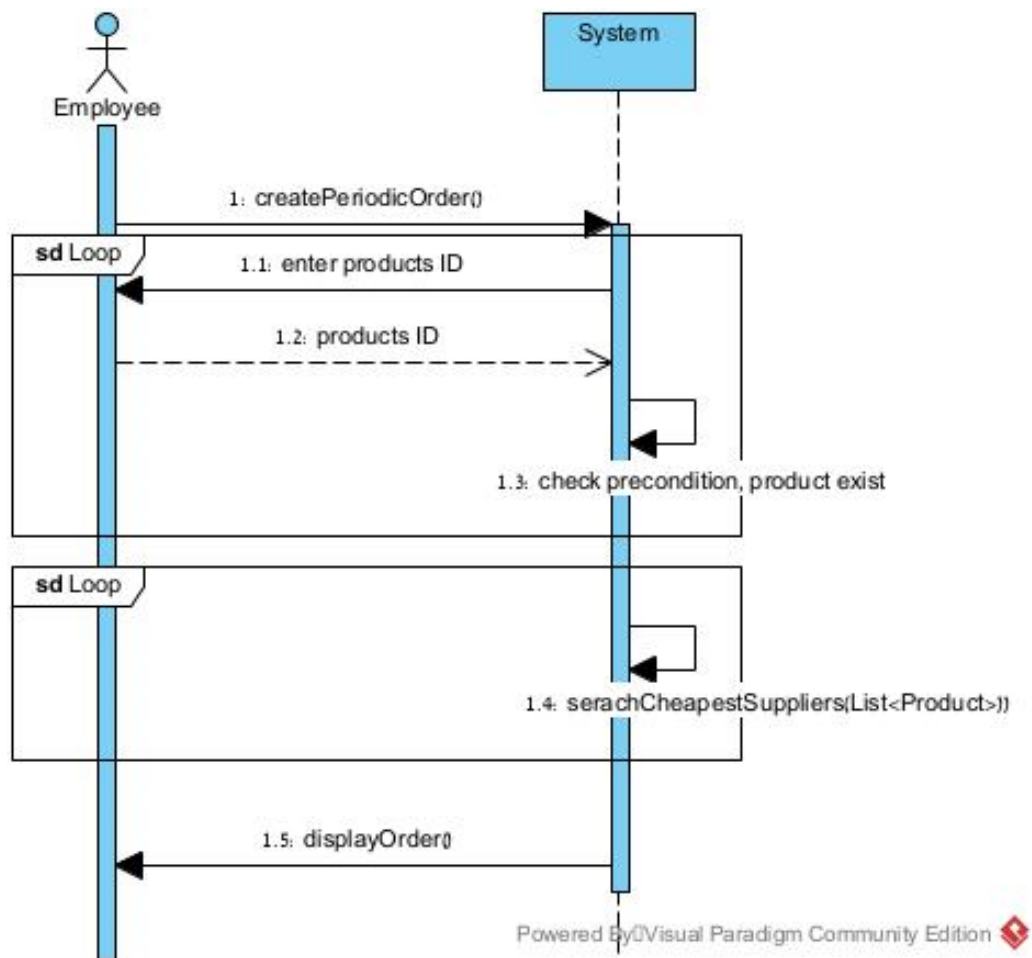 System
Employee
1: createPeriodicOrder()
sd Loop
1.1: enter products ID
1.2: products ID
1.3: check precondition, product exist
sd Loop
1.4: serachCheapestSuppliers(List<Product>))
1.5: displayOrder()
Powered By▯Visual Paradigm Community Edition